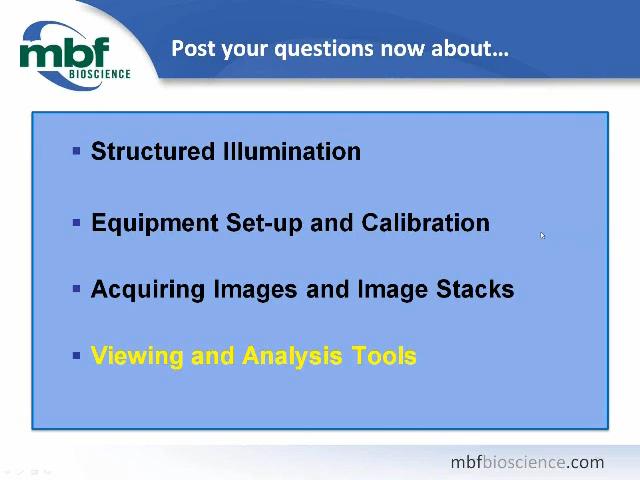 mbf
BIOSCIENCE
Post your questions now about…
Structured Illumination
Equipment Set-up and Calibration
Acquiring Images and Image Stacks
Viewing and Analysis Tools
mbfbioscience.com